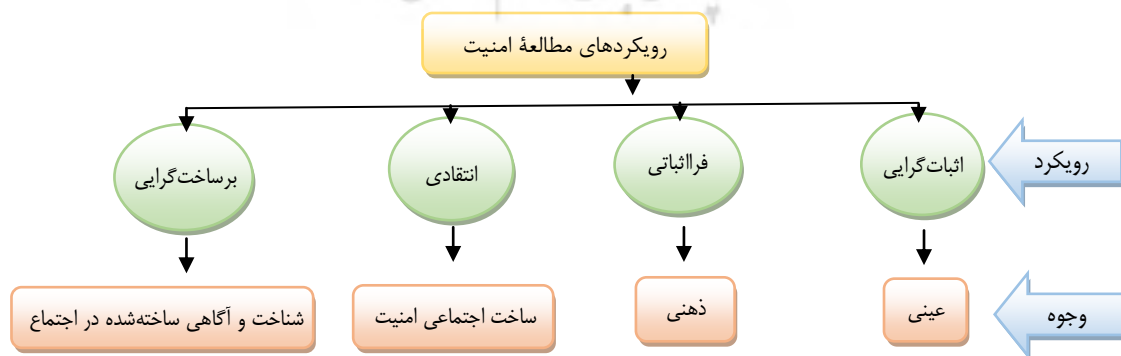 رویکردهای مطالعۀ امنیت
رویکرد
اثبات‌گرایی
فرااثباتی
انتقادی
برساخت‌گرایی
وجوه
عینی
ذهنی
ساخت اجتماعی امنیت
شناخت و آگاهی ساخته‌شده در اجتماع